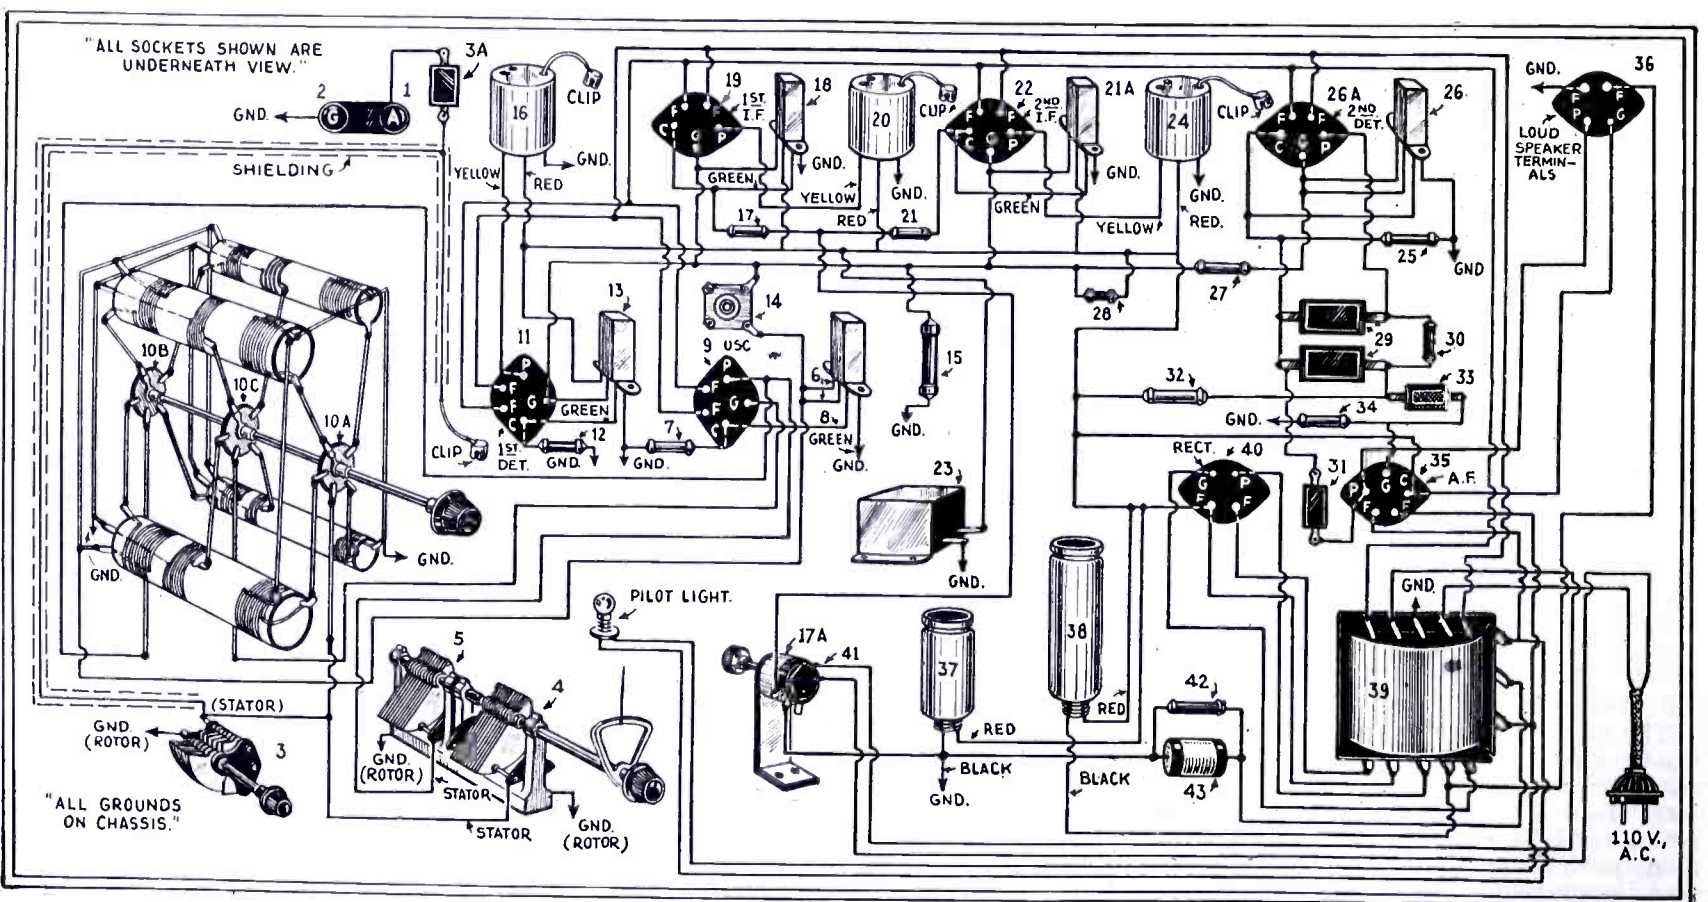 "ALL SOCKETS SHOWN ARE
UNDERNEATH VIEW."
3A
2
1
GND.
G
A
SHIELDING
16
CLIP
GND.
YELLOW
RED
19
1ST.
I.F.
F
F
C
G
P
18
GND.
GREEN
YELLOW
20
CLIP
GND.
RED
17
21
22
2ND
I.F.
F
F
C
G
P
21A
GND.
GREEN
YELLOW
24
CLIP
GND.
RED.
26A
2ND
DET.
F
F
C
G
P
26
25
GND
27
28
36
GND.
F
F
P
G
LOUD
SPEAKER
TERMIN-
ALS
10B
10C
10A
GND.
GND.
11
P
F
F
G
C
1ST.
DET.
CLIP
13
GREEN
12
GND.
14
9 OSC
P
F
F
G
C
7
GND.
6
8
GREEN
GND.
15
GND.
23
GND.
29
30
29
32
33
34
GND.
RECT.
40
G
P
F
F
31
35
A.F.
P
G
C
F
F
GND.
39
110 V.,
A.C.
PILOT LIGHT.
5
4
GND.
(ROTOR)
STATOR
STATOR
GND.
(ROTOR)
(STATOR)
GND.
(ROTOR)
3
"ALL GROUNDS
ON CHASSIS."
17A
41
37
RED
BLACK
GND.
38
RED
BLACK
42
43